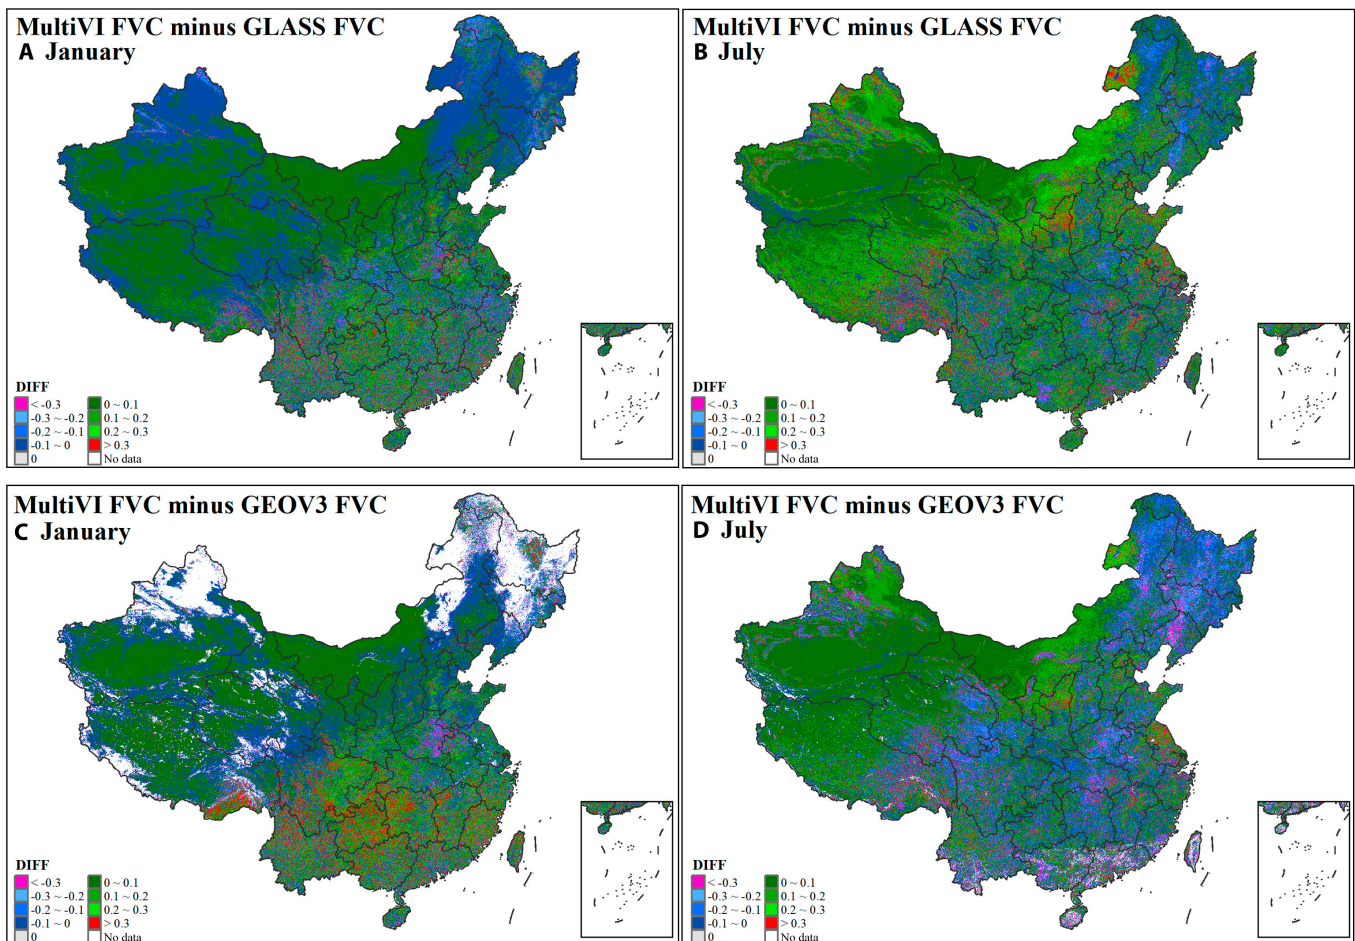 MultiVI FVC minus GLASS FVC
A January
DIFF
< -0.3
-0.3 ~ -0.2
-0.2 ~ -0.1
-0.1 ~ 0
0
0 ~ 0.1
0.1 ~ 0.2
0.2 ~ 0.3
> 0.3
No data
MultiVI FVC minus GLASS FVC
B July
DIFF
< -0.3
-0.3 ~ -0.2
-0.2 ~ -0.1
-0.1 ~ 0
0
0 ~ 0.1
0.1 ~ 0.2
0.2 ~ 0.3
> 0.3
No data
MultiVI FVC minus GEOV3 FVC
C January
DIFF
< -0.3
-0.3 ~ -0.2
-0.2 ~ -0.1
-0.1 ~ 0
0
0 ~ 0.1
0.1 ~ 0.2
0.2 ~ 0.3
> 0.3
No data
MultiVI FVC minus GEOV3 FVC
D July
DIFF
< -0.3
-0.3 ~ -0.2
-0.2 ~ -0.1
-0.1 ~ 0
0
0 ~ 0.1
0.1 ~ 0.2
0.2 ~ 0.3
> 0.3
No data